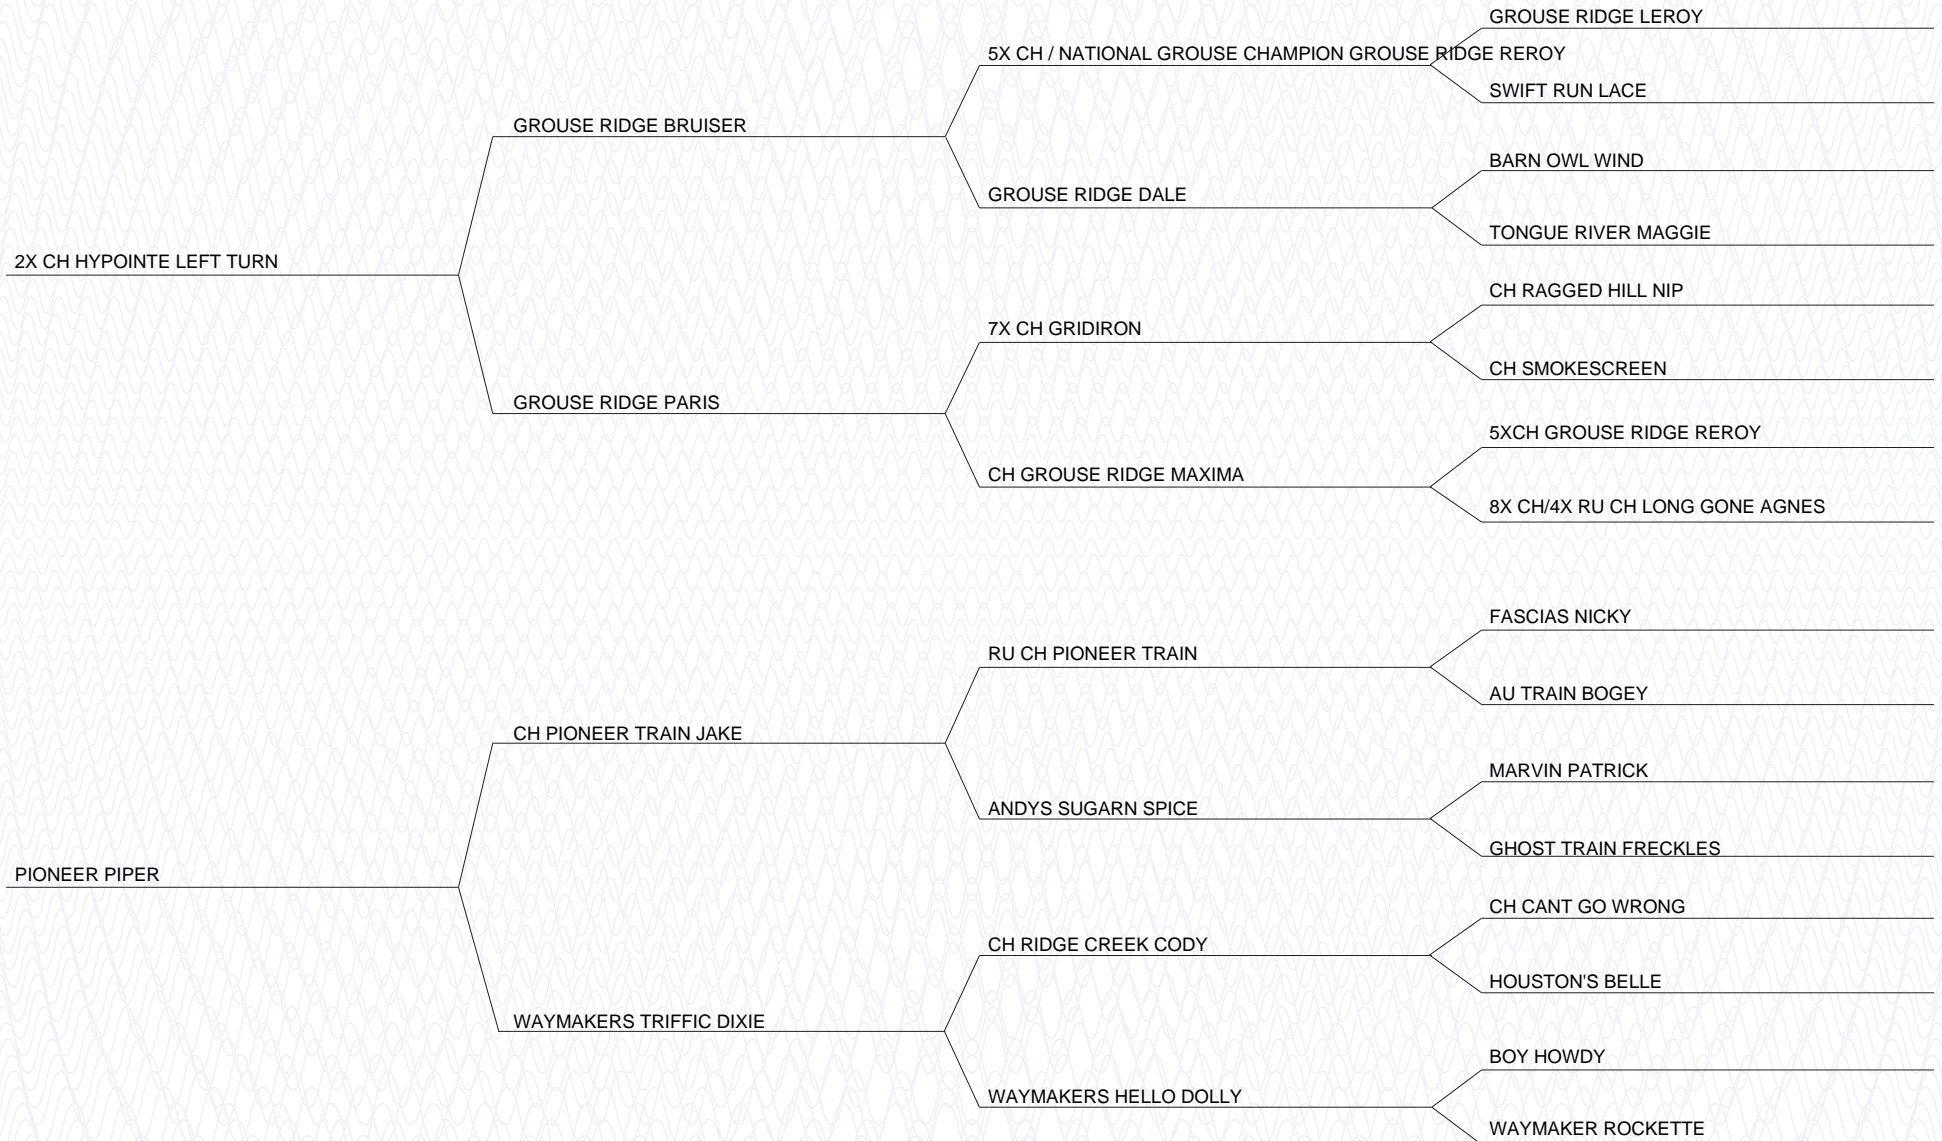 GROUSE RIDGE LEROY
5X CH / NATIONAL GROUSE CHAMPION GROUSE RIDGE REROY
SWIFT RUN LACE
GROUSE RIDGE BRUISER
BARN OWL WIND
GROUSE RIDGE DALE
TONGUE RIVER MAGGIE
2X CH HYPOINTE LEFT TURN
CH RAGGED HILL NIP
7X CH GRIDIRON
CH SMOKESCREEN
GROUSE RIDGE PARIS
5XCH GROUSE RIDGE REROY
CH GROUSE RIDGE MAXIMA
8X CH/4X RU CH LONG GONE AGNES
FASCIAS NICKY
RU CH PIONEER TRAIN
AU TRAIN BOGEY
CH PIONEER TRAIN JAKE
MARVIN PATRICK
ANDYS SUGARN SPICE
GHOST TRAIN FRECKLES
PIONEER PIPER
CH CANT GO WRONG
CH RIDGE CREEK CODY
HOUSTON'S BELLE
WAYMAKERS TRIFFIC DIXIE
BOY HOWDY
WAYMAKERS HELLO DOLLY
WAYMAKER ROCKETTE